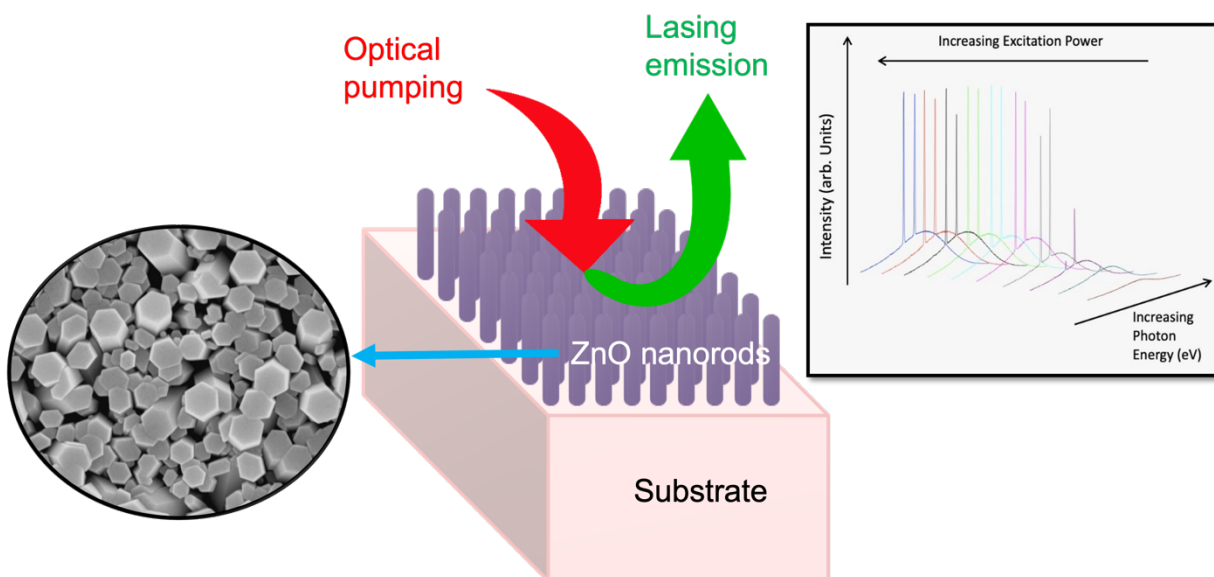 Optical
pumping
Lasing
emission
ZnO nanorods
Substrate
Increasing Excitation Power
Intensity (arb. Units)
Increasing
Photon
Energy (eV)